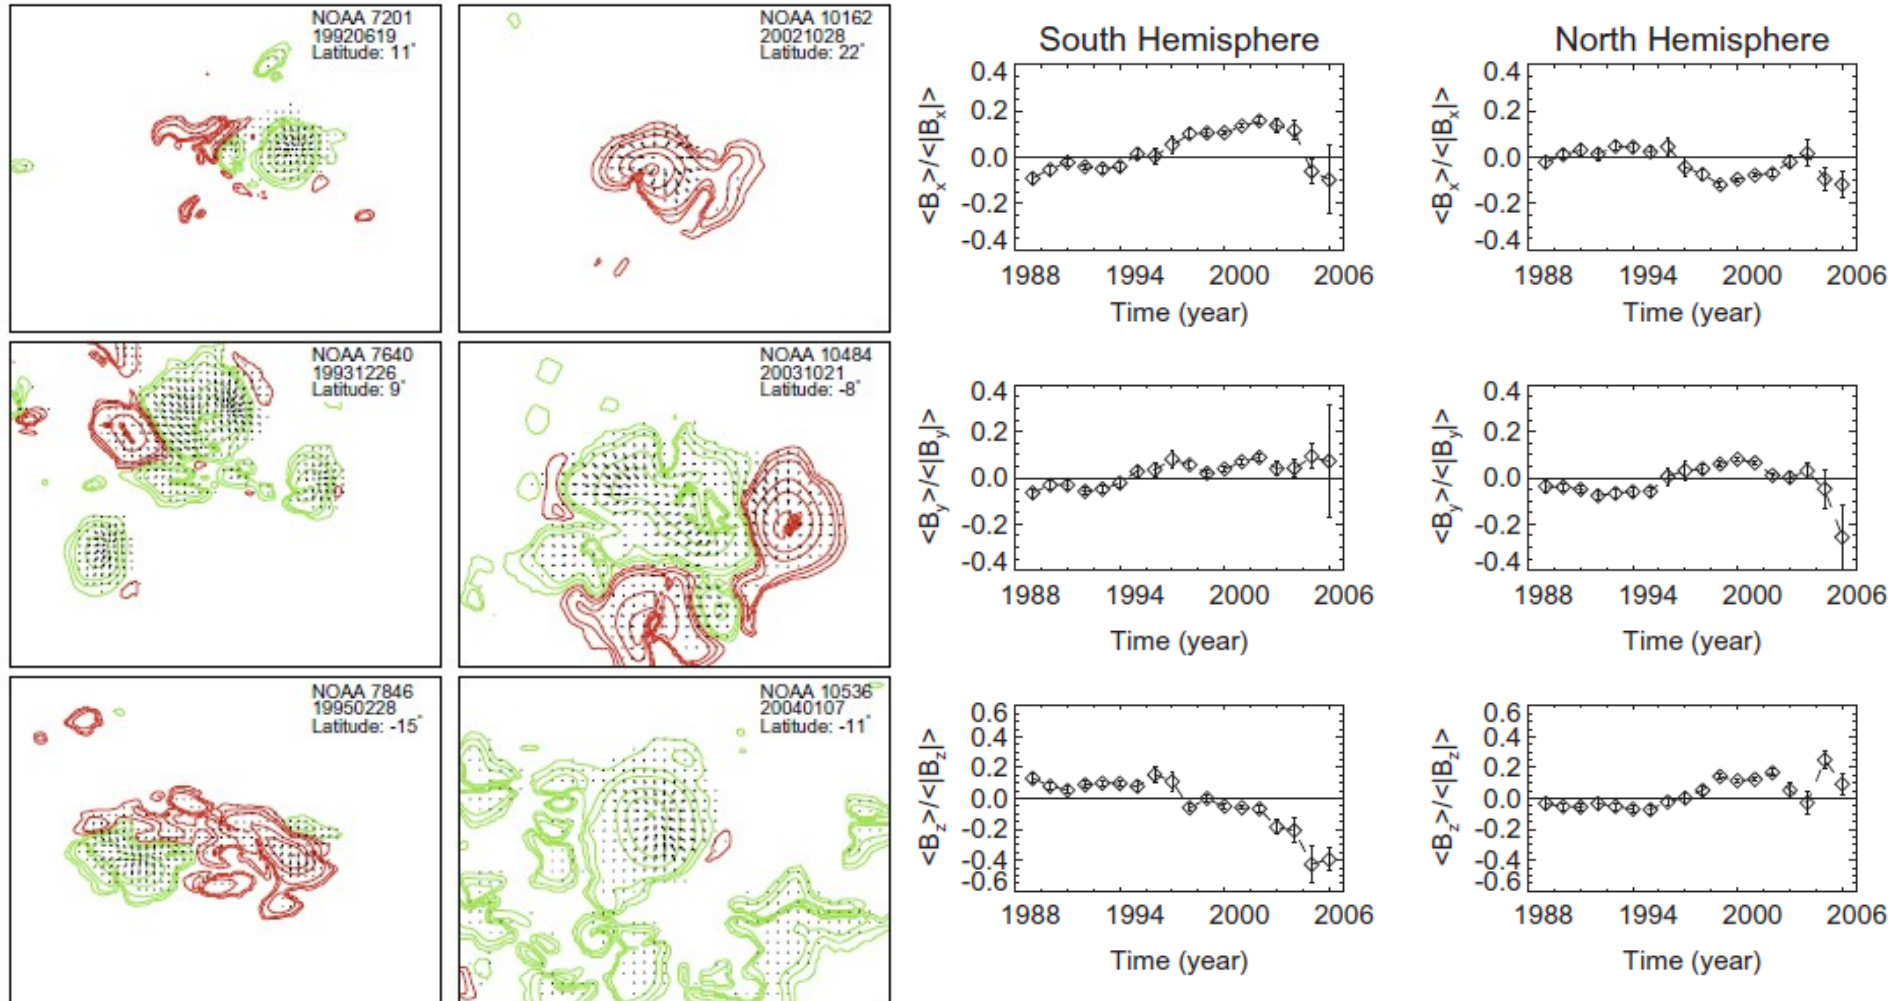 NOAA 7201
19920619
Latitude: 11°
NOAA 10162
20021028
Latitude: 22°
NOAA 7640
19931226
Latitude: 9°
NOAA 10484
20031021
Latitude: -8°
NOAA 7846
19950228
Latitude: -15°
NOAA 10536
20040107
Latitude: -11°
South Hemisphere
0.4
0.2
0.0
-0.2
-0.4
<Bx>/<|Bx|>
1988 1994 2000 2006
Time (year)
North Hemisphere
0.4
0.2
0.0
-0.2
-0.4
<Bx>/<|Bx|>
1988 1994 2000 2006
Time (year)
0.4
0.2
0.0
-0.2
-0.4
<By>/<|By|>
1988 1994 2000 2006
Time (year)
0.4
0.2
0.0
-0.2
-0.4
<By>/<|By|>
1988 1994 2000 2006
Time (year)
0.6
0.4
0.2
0.0
-0.2
-0.4
-0.6
<Bz>/<|Bz|>
1988 1994 2000 2006
Time (year)
0.6
0.4
0.2
0.0
-0.2
-0.4
-0.6
<Bz>/<|Bz|>
1988 1994 2000 2006
Time (year)